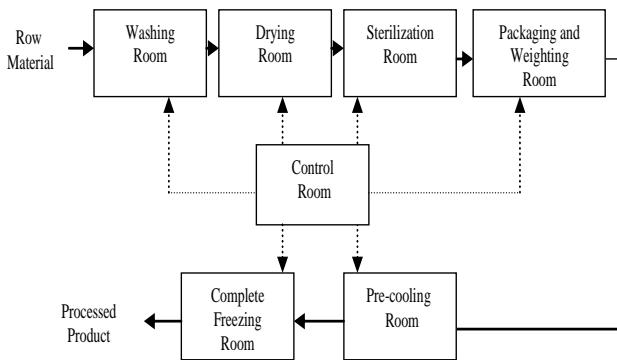 Row
Material
Washing
Room
Drying
Room
Sterilization
Room
Packaging and
Weighting
Room
Control
Room
Processed
Product
Complete
Freezing
Room
Pre-cooling
Room